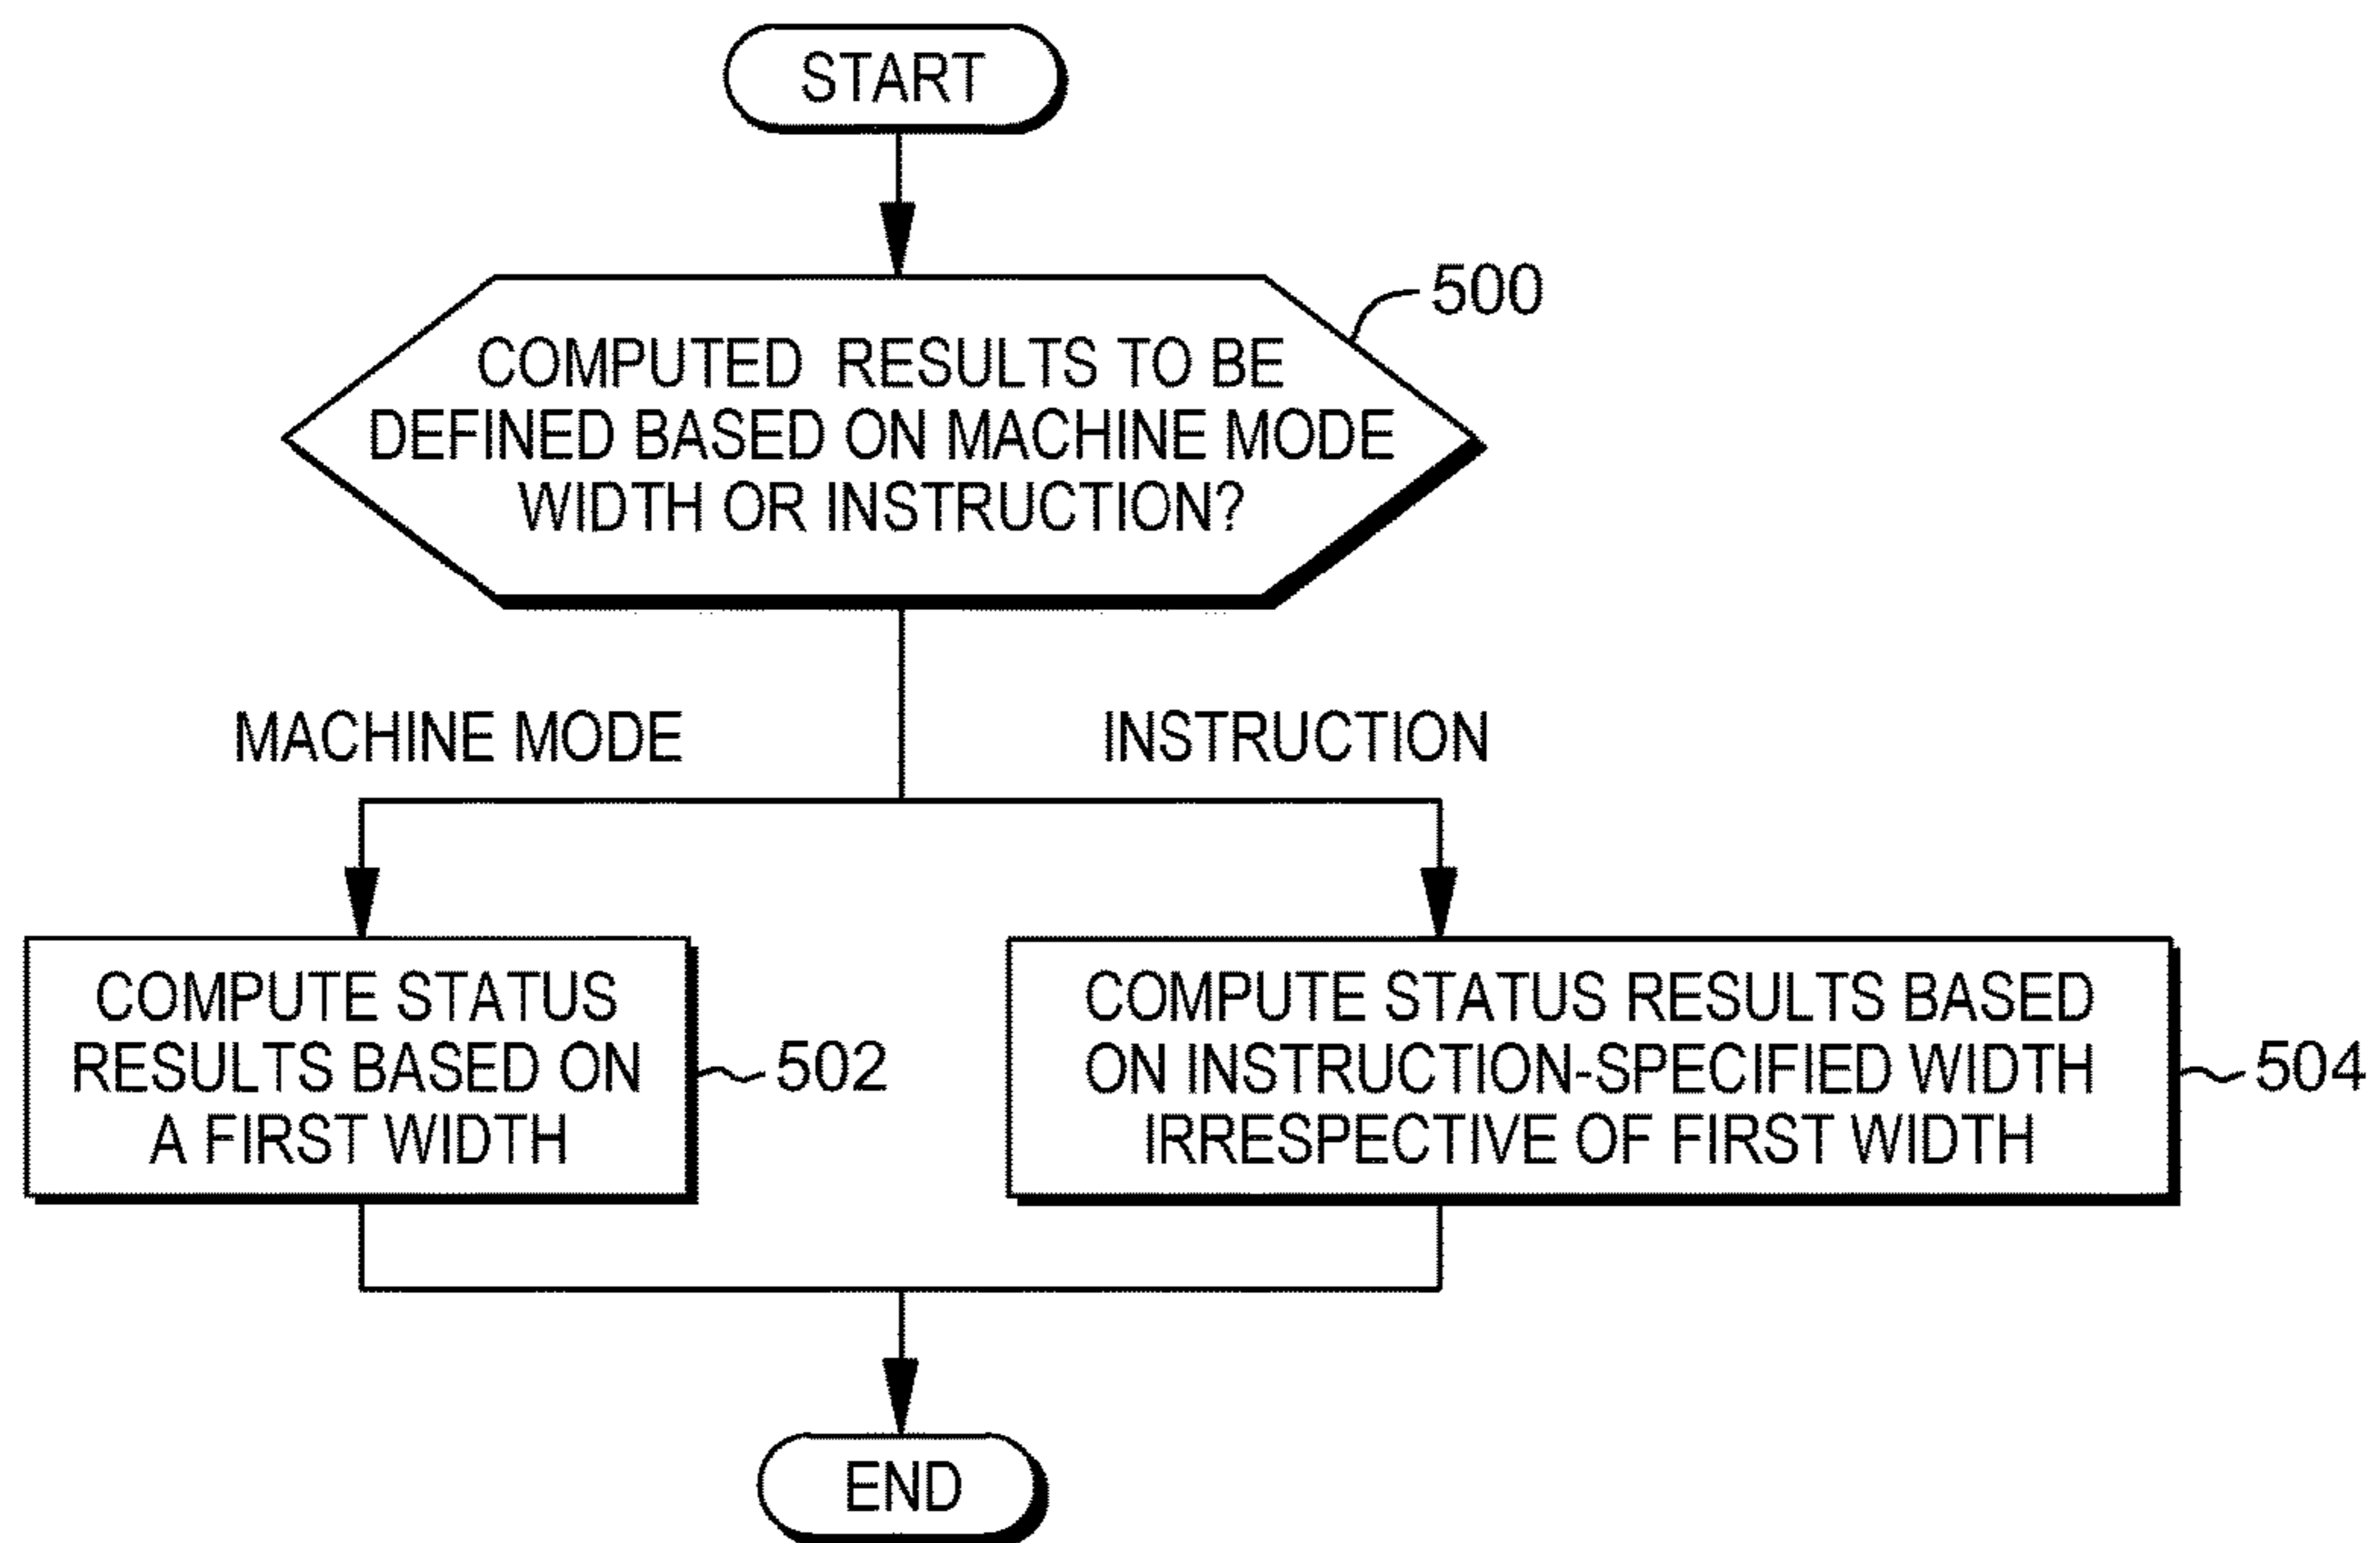 START
500
COMPUTED RESULTS TO BE
DEFINED BASED ON MACHINE MODE
WIDTH OR INSTRUCTION?
MACHINE MODE
INSTRUCTION
COMPUTE STATUS
RESULTS BASED ON
A FIRST WIDTH
502
COMPUTE STATUS RESULTS BASED
ON INSTRUCTION-SPECIFIED WIDTH
IRRESPECTIVE OF FIRST WIDTH
504
END